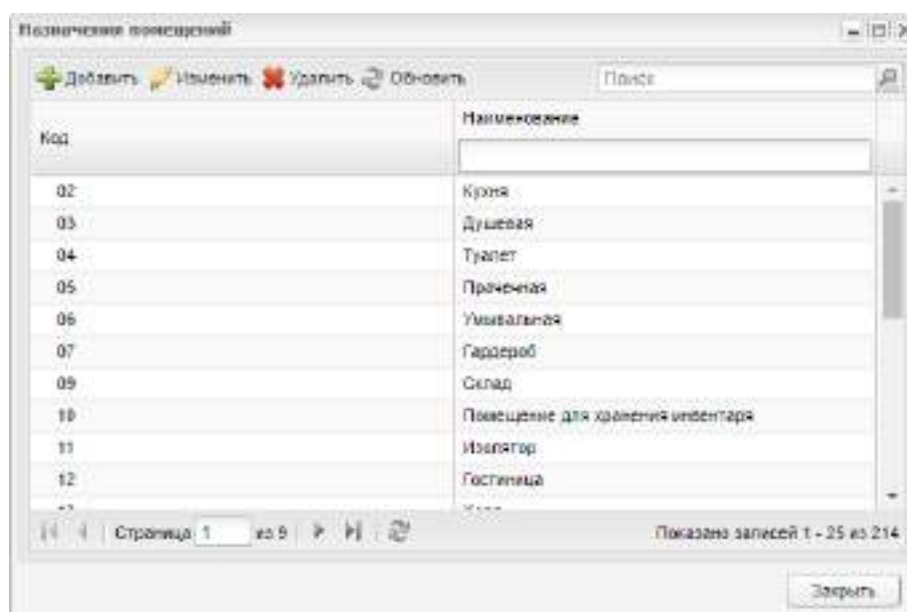 Назначения помещений
Добавить Изменить Удалить Обновить Поиск
Код Наименование
02 Кухня
03 Душевая
04 Туалет
05 Прачечная
06 Умывальная
07 Гардероб
09 Склад
10 Помещение для хранения инвентаря
11 Изолятор
12 Гостиница
Страница 1 из 9 Показано записей 1 - 25 из 214
Закрыть